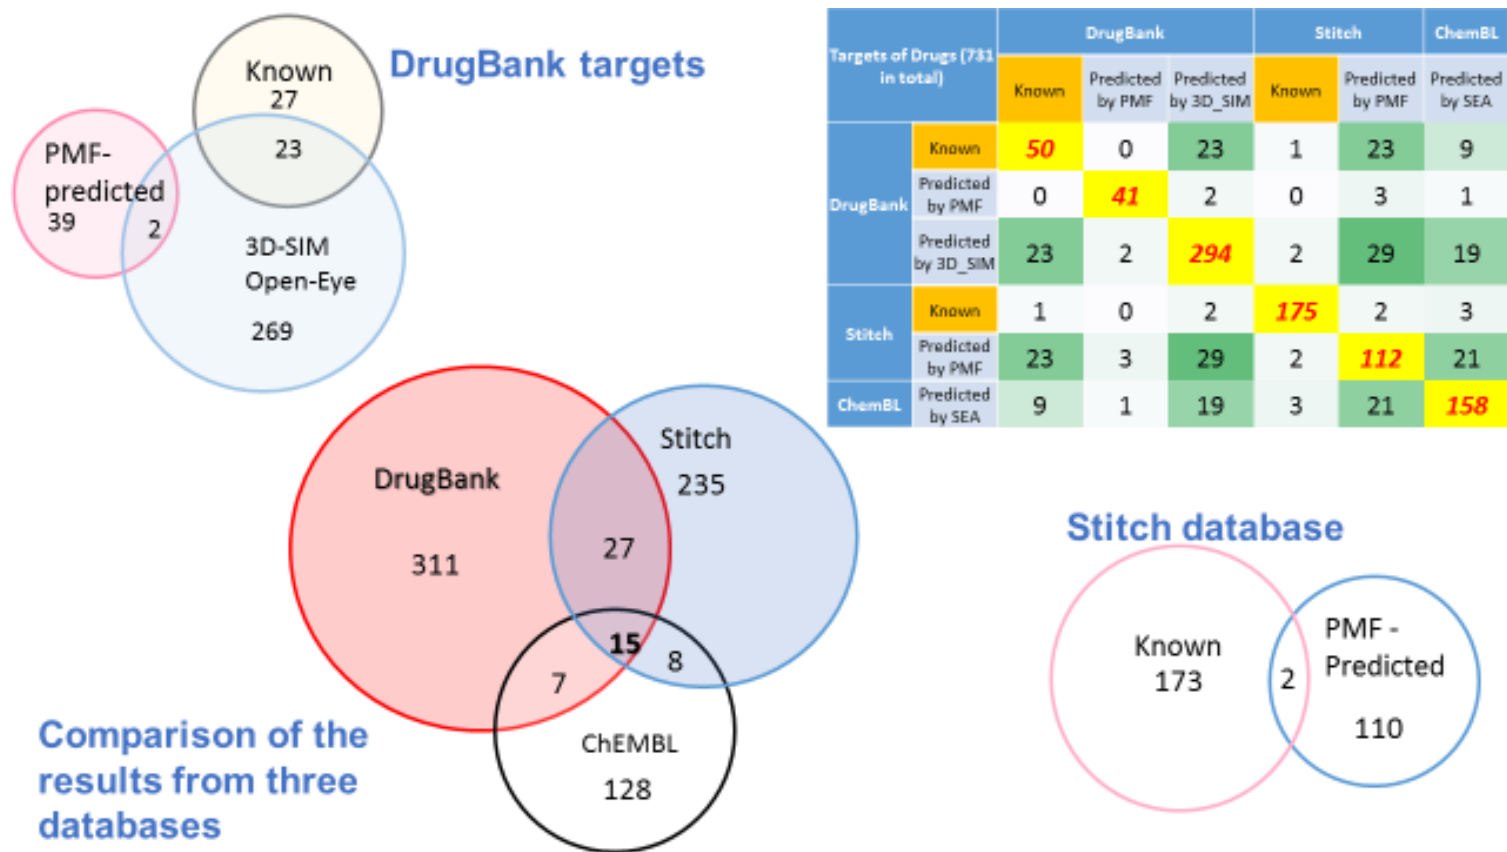 DrugBank targets
Known
27
23
PMF-
predicted
39
2
3D-SIM
Open-Eye
269
Targets of Drugs (731
in total)
DrugBank
Stitch
ChemBL
Known
Predicted
by PMF
Predicted
by 3D_SIM
Known
Predicted
by PMF
Predicted
by SEA
DrugBank
Known
50 0 23 1 23 9
Predicted
by PMF
0 41 2 0 3 1
Predicted
by 3D_SIM
23 2 294 2 29 19
Stitch
Known
1 0 2 175 2 3
Predicted
by PMF
23 3 29 2 112 21
ChemBL
Predicted
by SEA
9 1 19 3 21 158
DrugBank
311
Stitch
235
27
15
7
8
ChEMBL
128
Comparison of the
results from three
databases
Stitch database
Known
173
2
PMF -
Predicted
110